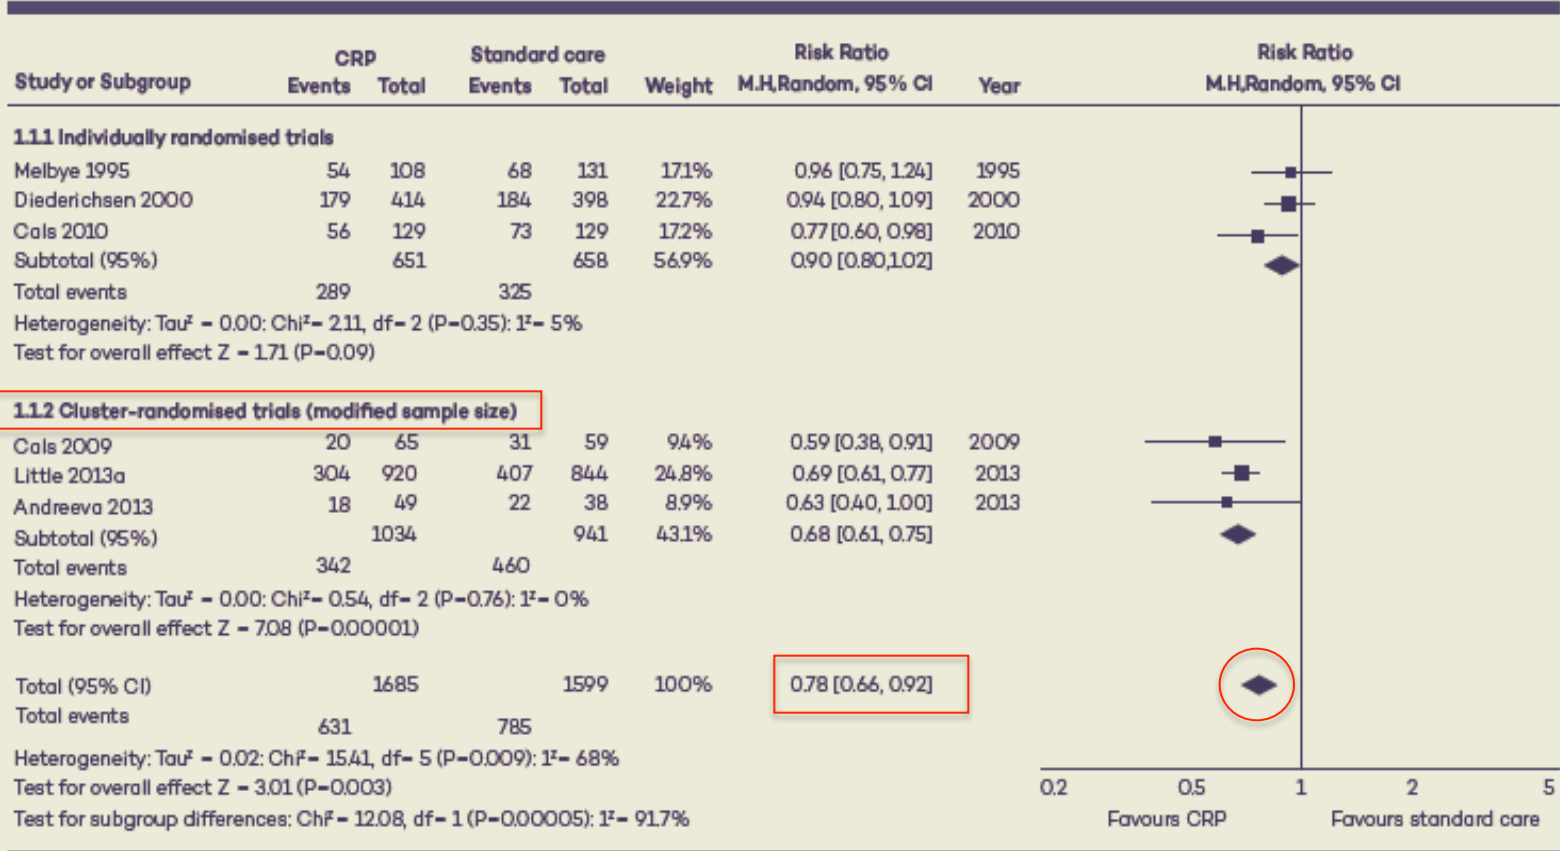 CRP Standard care Risk Ratio Risk Ratio
Study or Subgroup Events Total Events Total Weight M.H,Random, 95% CI Year M.H,Random, 95% CI
1.1.1 Individually randomised trials
Melbye 1995 54 108 68 131 17.1% 0.96 [0.75, 1.24] 1995
Diederichsen 2000 179 414 184 398 22.7% 0.94 [0.80, 1.09] 2000
Cals 2010 56 129 73 129 17.2% 0.77 [0.60, 0.98] 2010
Subtotal (95%) 651 658 56.9% 0.90 [0.80,1.02]
Total events 289 325
Heterogeneity: Tau² = 0.00: Chi²= 2.11, df= 2 (P=0.35): 1²= 5%
Test for overall effect Z = 1.71 (P=0.09)
1.1.2 Cluster-randomised trials (modified sample size)
Cals 2009 20 65 31 59 9.4% 0.59 [0.38, 0.91] 2009
Little 2013a 304 920 407 844 24.8% 0.69 [0.61, 0.77] 2013
Andreeva 2013 18 49 22 38 8.9% 0.63 [0.40, 1.00] 2013
Subtotal (95%) 1034 941 43.1% 0.68 [0.61, 0.75]
Total events 342 460
Heterogeneity: Tau² = 0.00: Chi²= 0.54, df= 2 (P=0.76): 1²= 0%
Test for overall effect Z = 7.08 (P=0.00001)
Total (95% CI) 1685 1599 100% 0.78 [0.66, 0.92]
Total events 631 785
Heterogeneity: Tau² = 0.02: Chi²= 15.41, df= 5 (P=0.009): 1²= 68%
Test for overall effect Z = 3.01 (P=0.003)
Test for subgroup differences: Chi² = 12.08, df= 1 (P=0.00005): 1²= 91.7%
0.2 0.5 1 2 5
Favours CRP Favours standard care